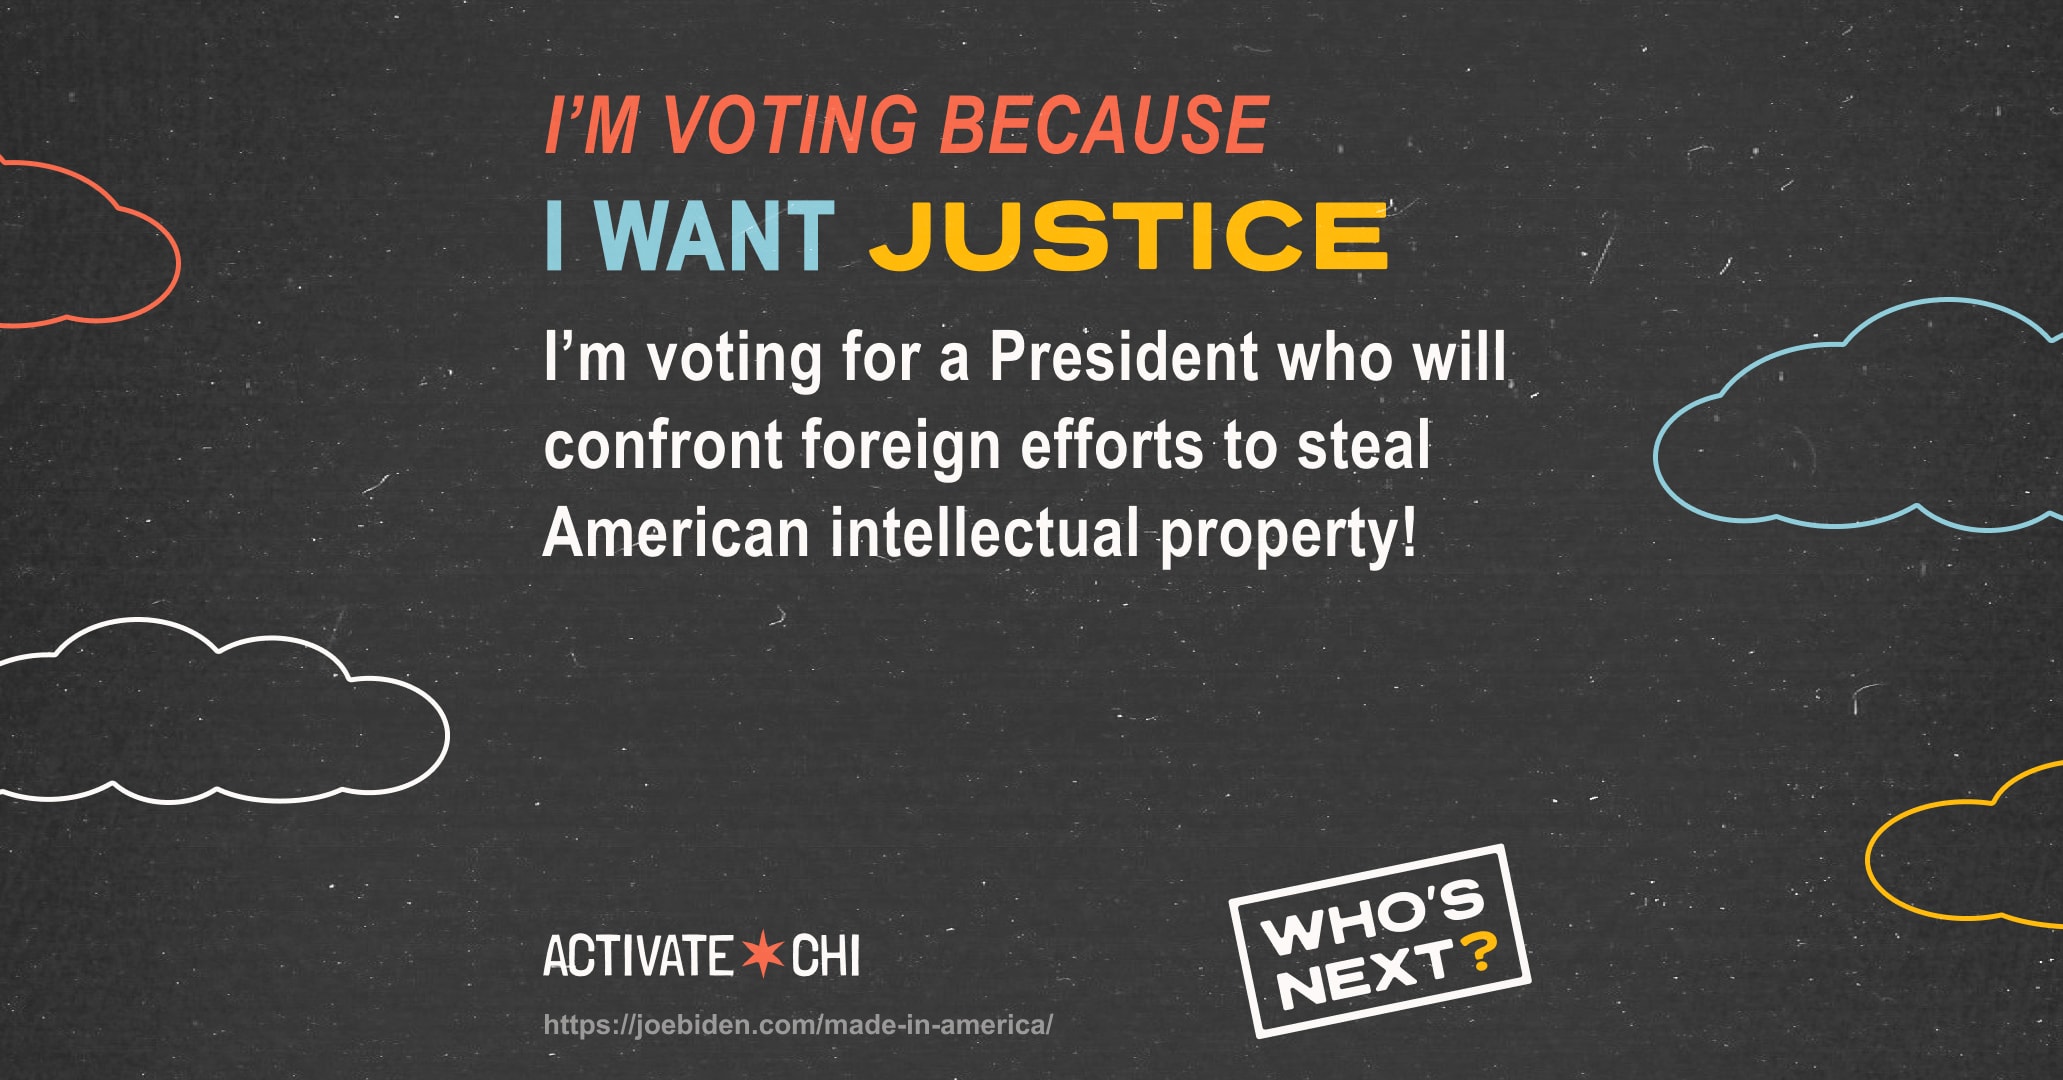 I’M VOTING BECAUSE
I WANT JUSTICE
I’m voting for a President who will
confront foreign efforts to steal
American intellectual property!
ACTIVATE CHI
https://joebiden.com/made-in-america/
WHO’S
NEXT?